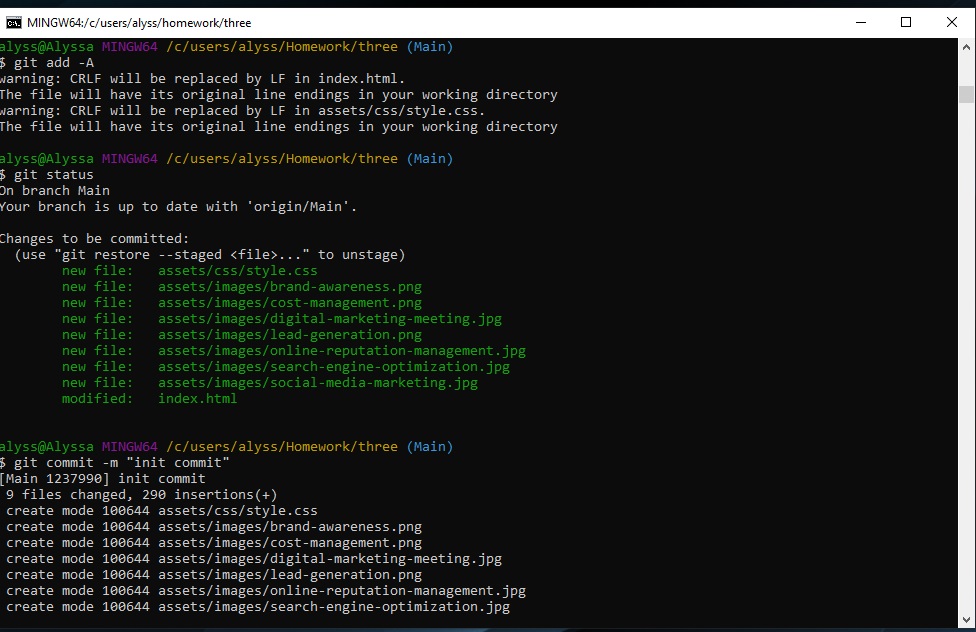 MINGW64:/c/users/alyss/homework/three
alyss@Alyssa MINGW64 /c/users/alyss/Homework/three (Main)
$ git add -A
warning: CRLF will be replaced by LF in index.html.
The file will have its original line endings in your working directory
warning: CRLF will be replaced by LF in assets/css/style.css.
The file will have its original line endings in your working directory
alyss@Alyssa MINGW64 /c/users/alyss/Homework/three (Main)
$ git status
On branch Main
Your branch is up to date with 'origin/Main'.
Changes to be committed:
(use "git restore --staged <file>..." to unstage)
new file: assets/css/style.css
new file: assets/images/brand-awareness.png
new file: assets/images/cost-management.png
new file: assets/images/digital-marketing-meeting.jpg
new file: assets/images/lead-generation.png
new file: assets/images/online-reputation-management.jpg
new file: assets/images/search-engine-optimization.jpg
new file: assets/images/social-media-marketing.jpg
modified: index.html
alyss@Alyssa MINGW64 /c/users/alyss/Homework/three (Main)
$ git commit -m "init commit"
[Main 1237990] init commit
9 files changed, 290 insertions(+)
create mode 100644 assets/css/style.css
create mode 100644 assets/images/brand-awareness.png
create mode 100644 assets/images/cost-management.png
create mode 100644 assets/images/digital-marketing-meeting.jpg
create mode 100644 assets/images/lead-generation.png
create mode 100644 assets/images/online-reputation-management.jpg
create mode 100644 assets/images/search-engine-optimization.jpg